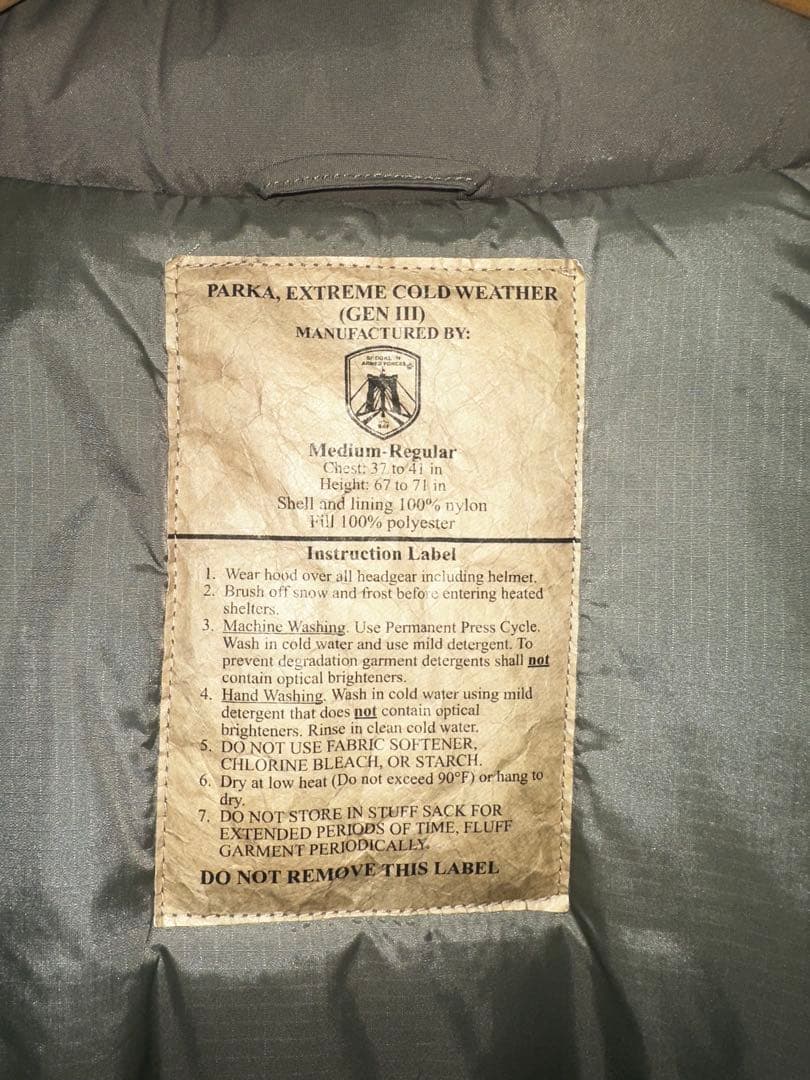 PARKA, EXTREME COLD WEATHER
(GEN III)
MANUFACTURED BY:
ARMED FORCES
Medium-Regular
Chest: 37 to 41 in
Height: 67 to 71 in
Shell and lining 100% nylon
Fill 100% polyester
Instruction Label
1. Wear hood over all headgear including helmet.
2. Brush off snow and frost before entering heated
shelters.
3. Machine Washing. Use Permanent Press Cycle.
Wash in cold water and use mild detergent. To
prevent degradation garment detergents shall not
contain optical brighteners.
4. Hand Washing. Wash in cold water using mild
detergent that does not contain optical
brighteners. Rinse in clean cold water.
5. DO NOT USE FABRIC SOFTENER,
CHLORINE BLEACH, OR STARCH.
6. Dry at low heat (Do not exceed 90°F) or hang to
dry.
7. DO NOT STORE IN STUFF SACK FOR
EXTENDED PERIODS OF TIME, FLUFF
GARMENT PERIODICALLY.
DO NOT REMOVE THIS LABEL